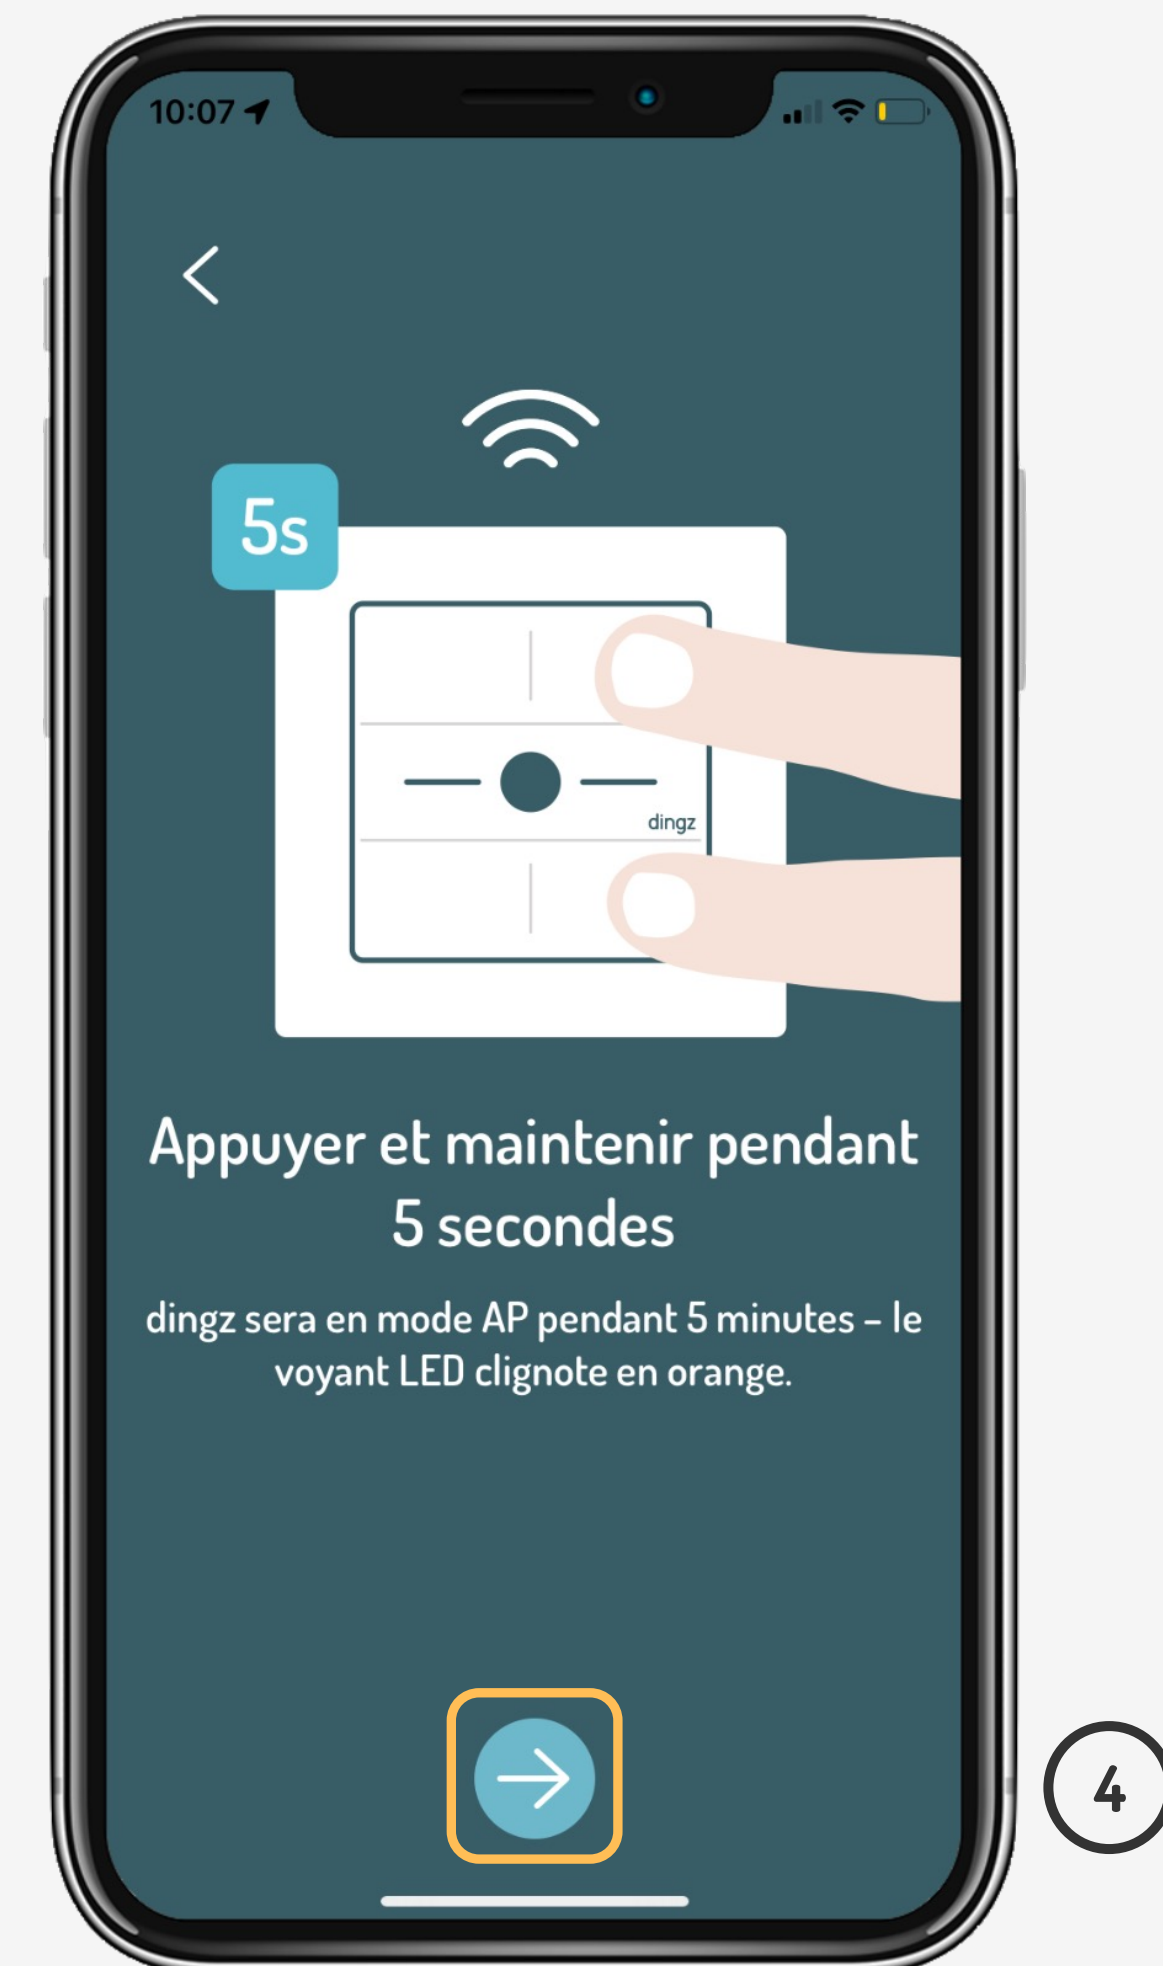 10:07
5s
dingz
Appuyer et maintenir pendant
5 secondes
dingz sera en mode AP pendant 5 minutes – le
voyant LED clignote en orange.
4